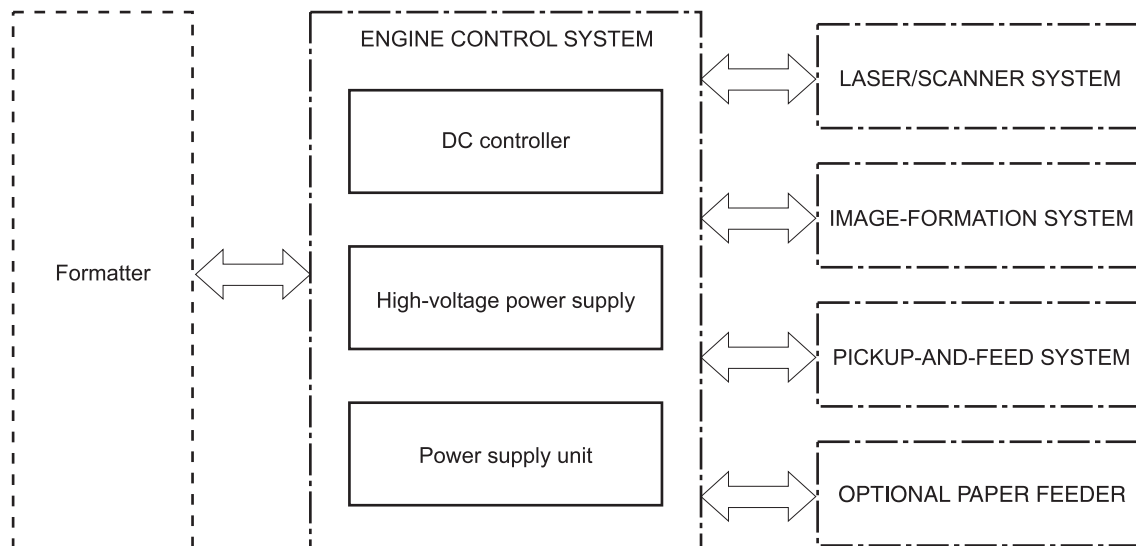 ENGINE CONTROL SYSTEM
DC controller
High-voltage power supply
Power supply unit
Formatter
LASER/SCANNER SYSTEM
IMAGE-FORMATION SYSTEM
PICKUP-AND-FEED SYSTEM
OPTIONAL PAPER FEEDER